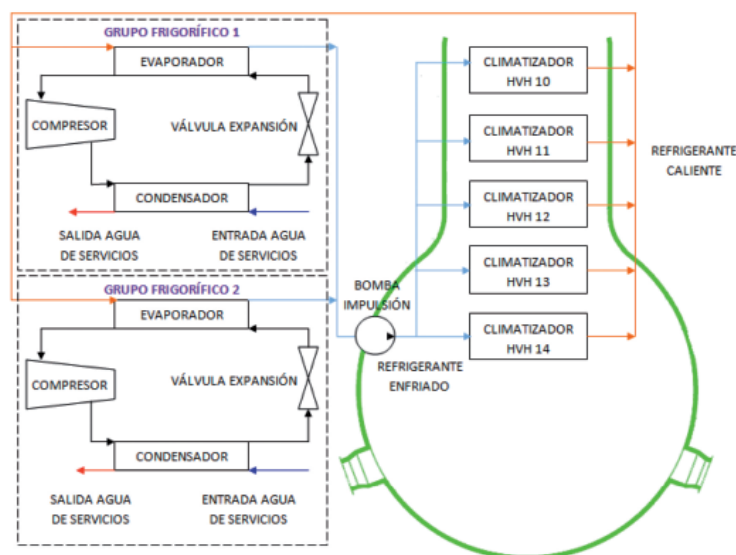 GRUPO FRIGORÍFICO 1
EVAPORADOR
COMPRESOR
VÁLVULA EXPANSIÓN
CONDENSADOR
SALIDA AGUA
DE SERVICIOS
ENTRADA AGUA
DE SERVICIOS
GRUPO FRIGORÍFICO 2
EVAPORADOR
COMPRESOR
VÁLVULA EXPANSIÓN
CONDENSADOR
SALIDA AGUA
DE SERVICIOS
ENTRADA AGUA
DE SERVICIOS
BOMBA
IMPULSIÓN
REFRIGERANTE
ENFRIADO
CLIMATIZADOR
HVH 10
CLIMATIZADOR
HVH 11
CLIMATIZADOR
HVH 12
CLIMATIZADOR
HVH 13
CLIMATIZADOR
HVH 14
REFRIGERANTE
CALIENTE